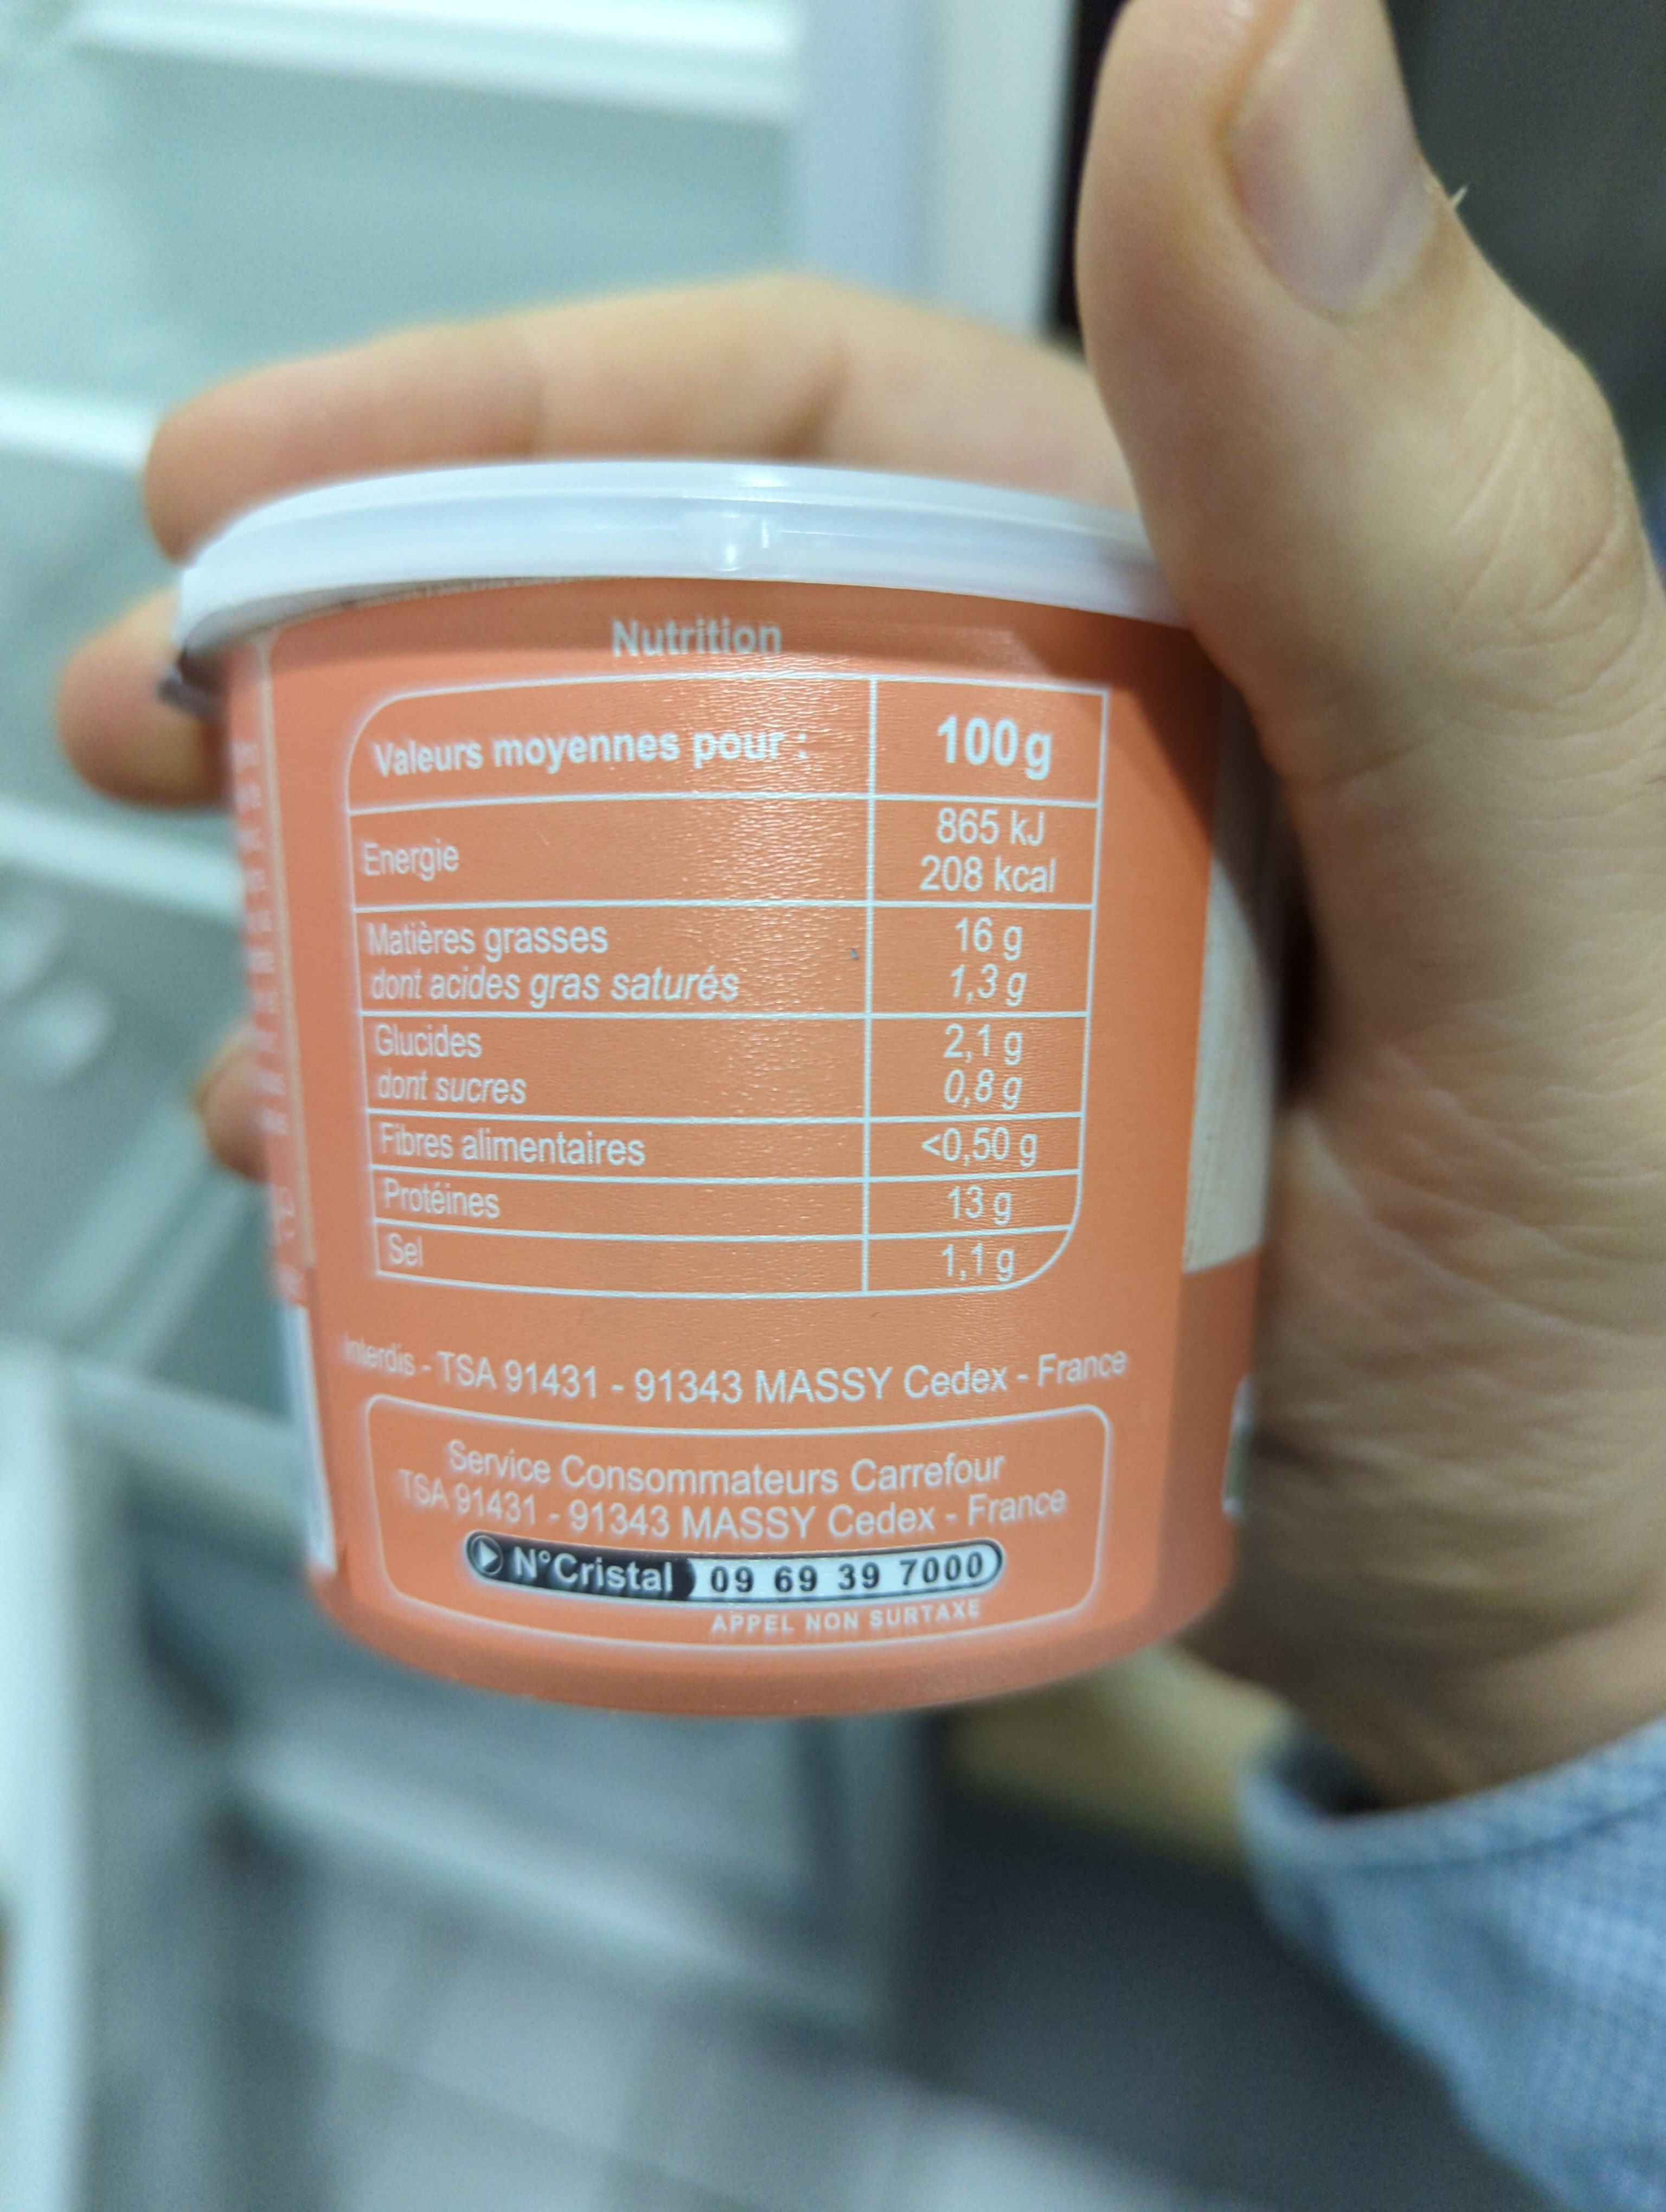 Nutrition
Valeurs moyennes pour : 100g
Energie 865 kJ
208 kcal
Matières grasses 16 g
dont acides gras saturés 1,3 g
Glucides 2,1 g
dont sucres 0,8 g
Fibres alimentaires <0,50 g
Protéines 13 g
Sel 1,1 g
Interdis - TSA 91431 - 91343 MASSY Cedex - France
Service Consommateurs Carrefour
TSA 91431 - 91343 MASSY Cedex - France
N°Cristal 09 69 39 7000
APPEL NON SURTAXE